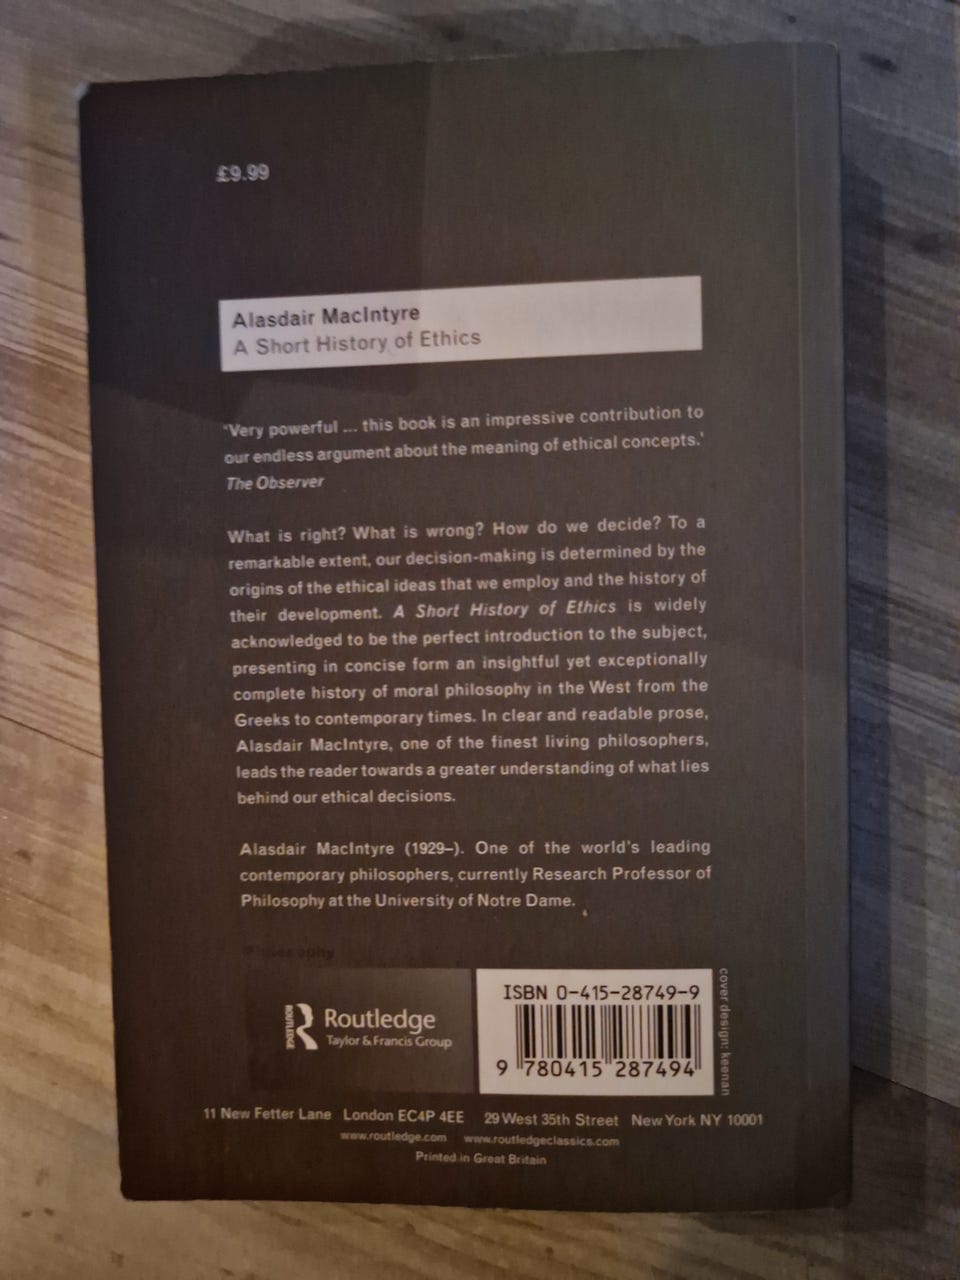 £9.99
Alasdair MacIntyre
A Short History of Ethics
'Very powerful ... this book is an impressive contribution to
our endless argument about the meaning of ethical concepts.'
The Observer
What is right? What is wrong? How do we decide? To a
remarkable extent, our decision-making is determined by the
origins of the ethical ideas that we employ and the history of
their development. A Short History of Ethics is widely
acknowledged to be the perfect introduction to the subject,
presenting in concise form an insightful yet exceptionally
complete history of moral philosophy in the West from the
Greeks to contemporary times. In clear and readable prose,
Alasdair MacIntyre, one of the finest living philosophers,
leads the reader towards a greater understanding of what lies
behind our ethical decisions.
Alasdair MacIntyre (1929–). One of the world's leading
contemporary philosophers, currently Research Professor of
Philosophy at the University of Notre Dame.
Philosophy
ROUTLEDGE
Routledge
Taylor & Francis Group
ISBN 0-415-28749-9
9 780415 287494
cover design: keenan
11 New Fetter Lane London EC4P 4EE 29 West 35th Street New York NY 10001
www.routledge.com www.routledgeclassics.com
Printed in Great Britain